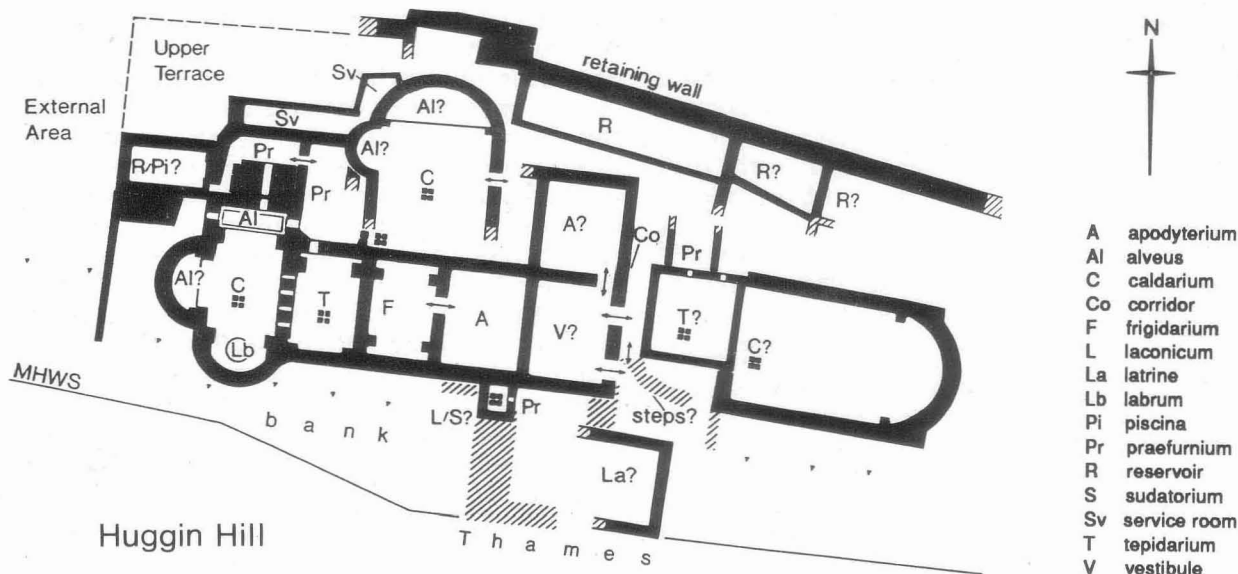 N
Upper
Terrace
External
Area
Sv
Sv
retaining wall
Al?
Al?
R
R?
R?
R/Pi?
Pr
Pr
C
A?
Co
Pr
Al
Al?
C
T
F
A
V?
T?
C?
Lb
MHWS
bank
L/S?
Pr
steps?
La?
Huggin Hill
Thames
A apodyterium
Al alveus
C caldarium
Co corridor
F frigidarium
L laconicum
La latrine
Lb labrum
Pi piscina
Pr praefurnium
R reservoir
S sudatorium
Sv service room
T tepidarium
V vestibule